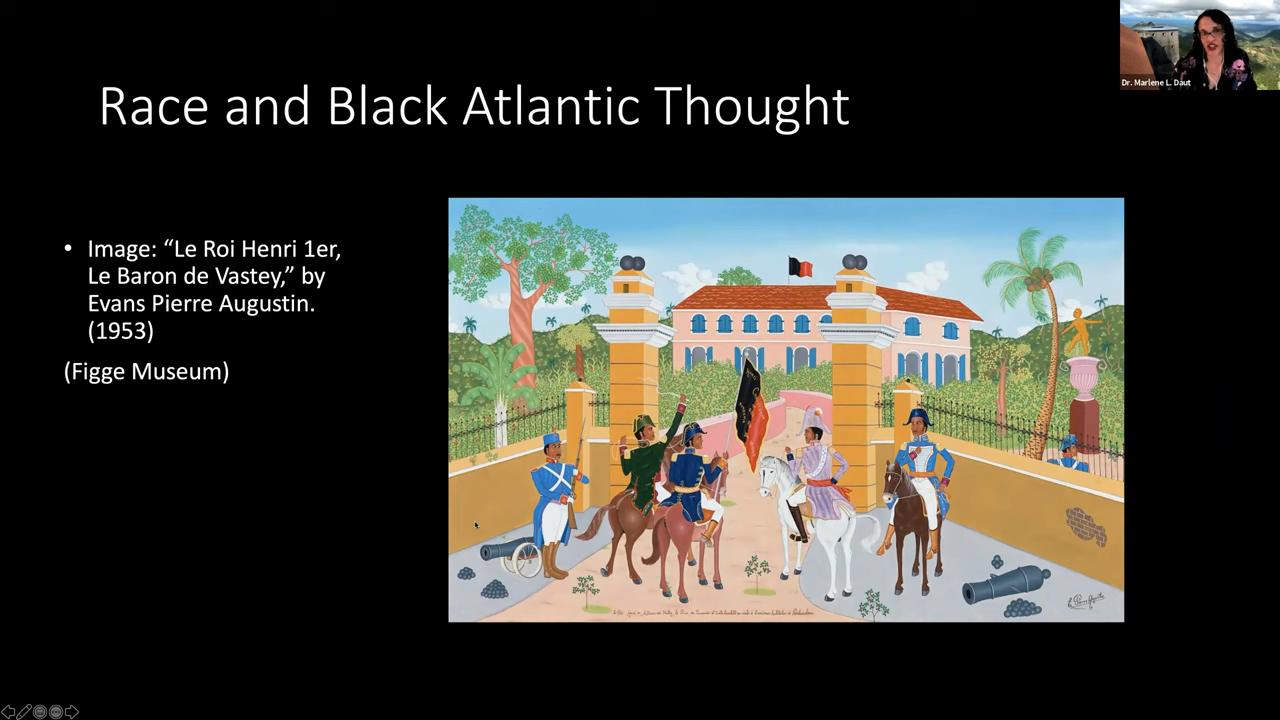 Dr. Marlene L. Daut
Race and Black Atlantic Thought
• Image: “Le Roi Henri 1er,
Le Baron de Vastey,” by
Evans Pierre Augustin.
(1953)
(Figge Museum)